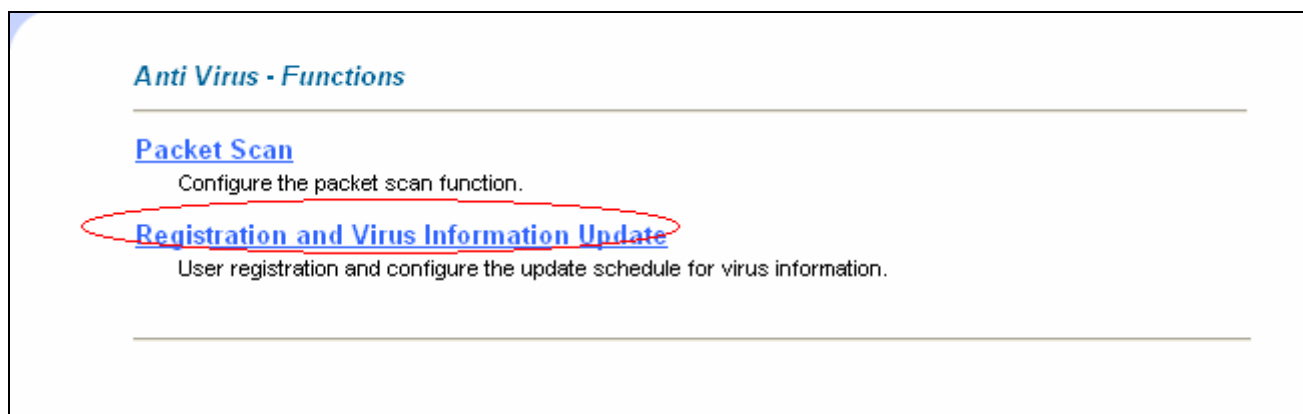 Anti Virus - Functions
Packet Scan
Configure the packet scan function.
Registration and Virus Information Update
User registration and configure the update schedule for virus information.